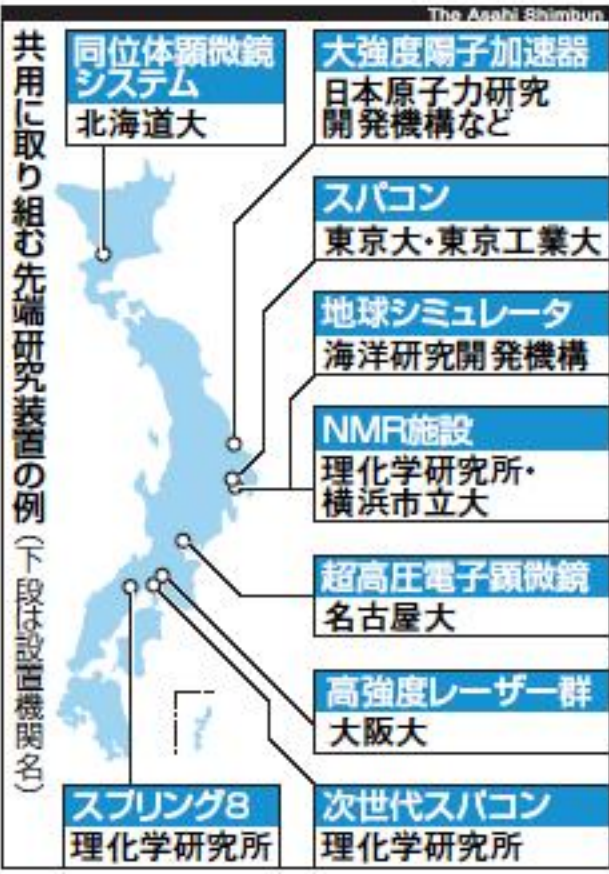 The Asahi Shimbun
共用に取り組む先端研究装置の例(下段は設置機関名)
同位体顕微鏡
システム
北海道大
大強度陽子加速器
日本原子力研究
開発機構など
スパコン
東京大・東京工業大
地球シミュレータ
海洋研究開発機構
NMR施設
理化学研究所・
横浜市立大
超高圧電子顕微鏡
名古屋大
高強度レーザー群
大阪大
スプリング8
理化学研究所
次世代スパコン
理化学研究所